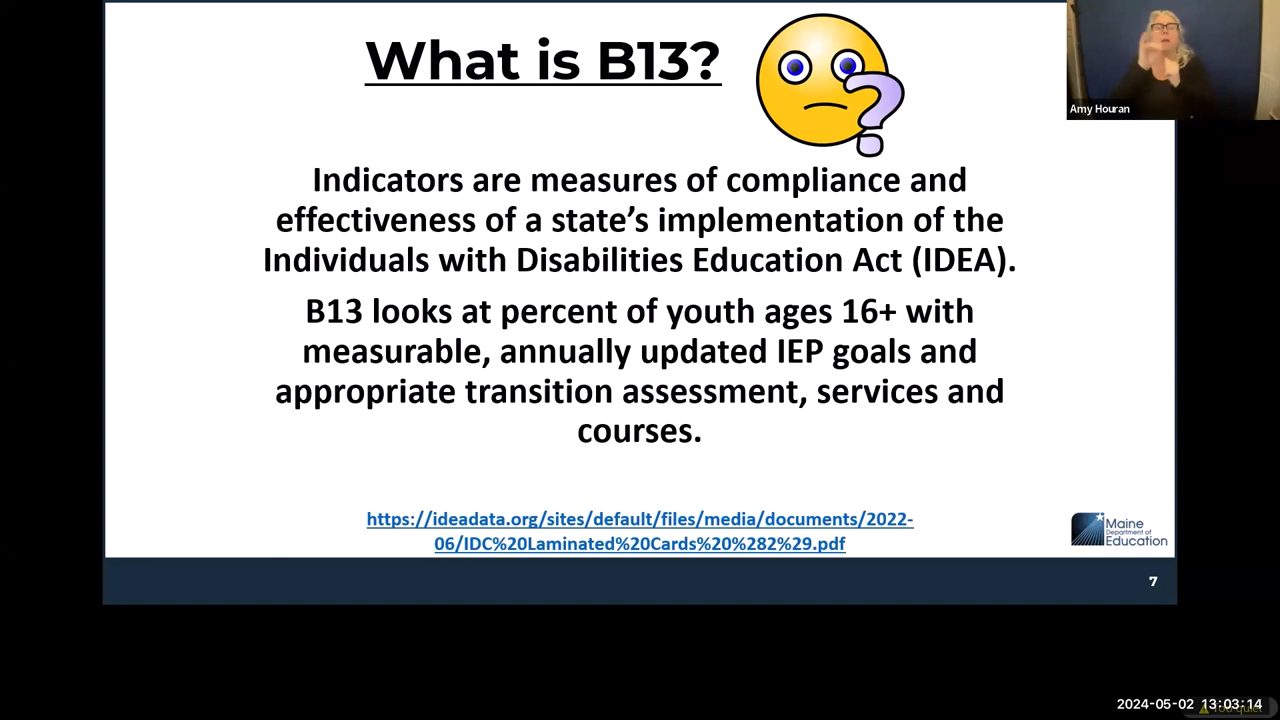 What is B13?
Amy Houran
Indicators are measures of compliance and
effectiveness of a state's implementation of the
Individuals with Disabilities Education Act (IDEA).
B13 looks at percent of youth ages 16+ with
measurable, annually updated IEP goals and
appropriate transition assessment, services and
courses.
https://ideadata.org/sites/default/files/media/documents/2022-
06/IDC%20Laminated%20Cards%20%282%29.pdf
Maine
Department of
Education
7
2024-05-02 13:03:14